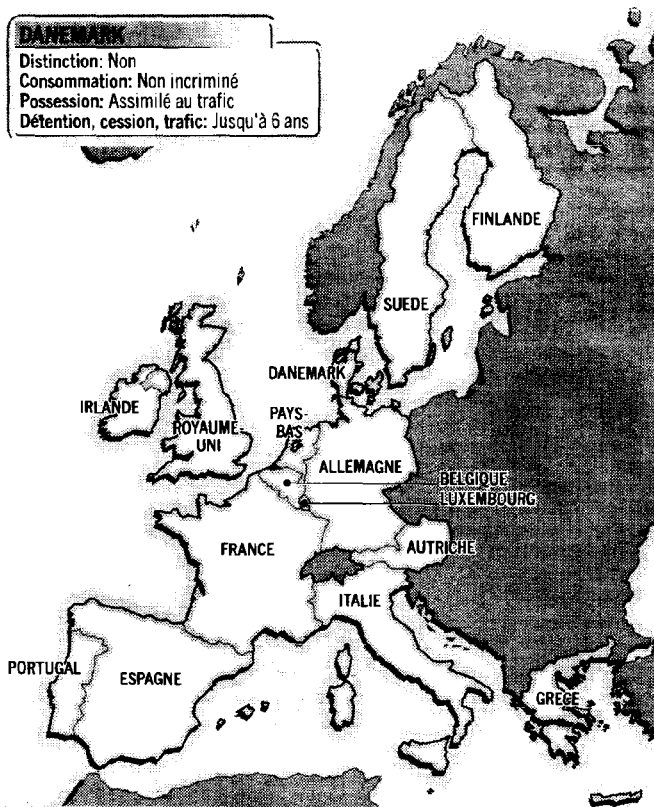 DANEMARK
Distinction: Non
Consommation: Non incriminé
Possession: Assimilé au trafic
Détention, cession, trafic: Jusqu'à 6 ans
FINLANDE
SUEDE
DANEMARK
IRLANDE
ROYAUME-
UNI
PAYS-
BAS
ALLEMAGNE
BELGIQUE
LUXEMBOURG
FRANCE
AUTRICHE
ITALIE
PORTUGAL
ESPAGNE
GRECE